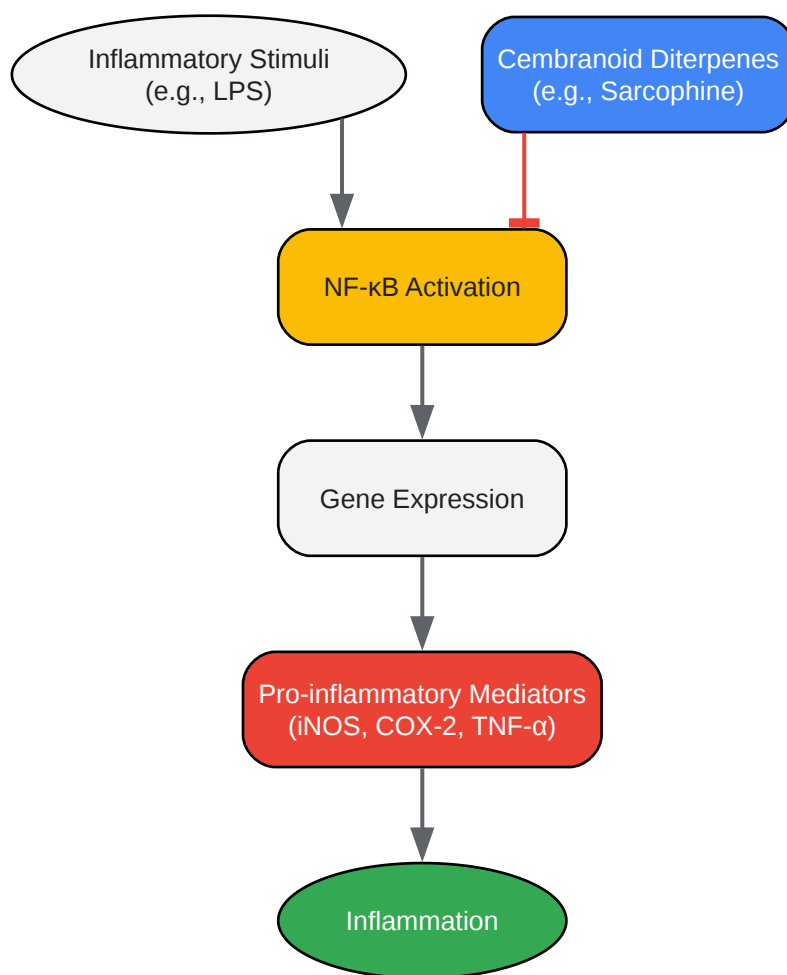 Inflammatory Stimuli
(e.g., LPS)
Cembranoid Diterpenes
(e.g., Sarcophine)
NF-κB Activation
Gene Expression
Pro-inflammatory Mediators
(iNOS, COX-2, TNF-α)
Inflammation